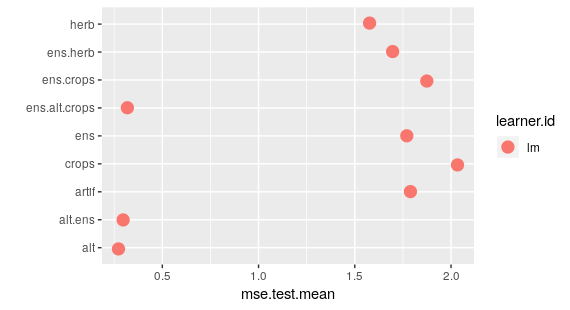 herb
ens.herb
ens.crops
ens.alt.crops
ens
crops
artif
alt.ens
alt
0.5 1.0 1.5 2.0
mse.test.mean
learner.id
lm